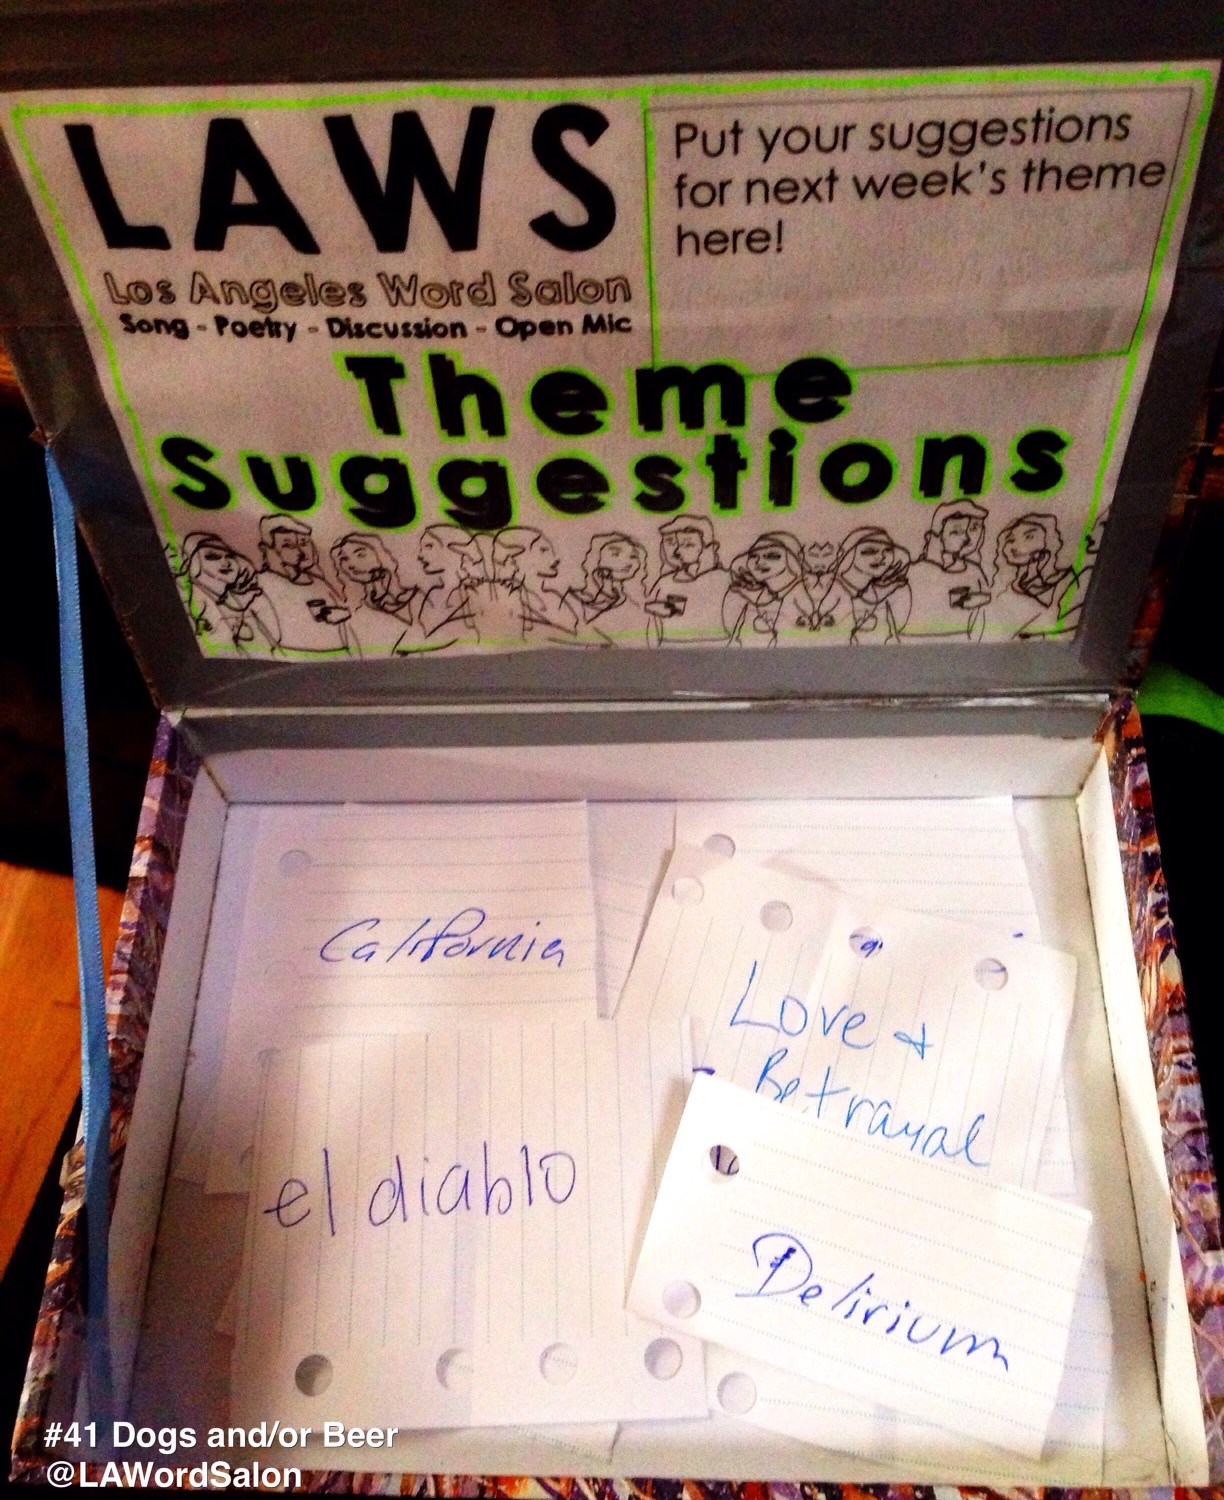 LAWS
Los Angeles Word Salon
Song - Poetry - Discussion - Open Mic
Put your suggestions
for next week's theme
here!
Theme
Suggestions
California
Love &
Betrayal
el diablo
Delirium
#41 Dogs and/or Beer
@LAWordSalon